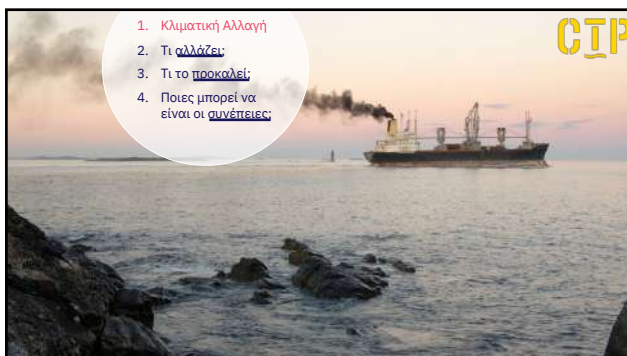 1. Κλιματική Αλλαγή
2. Τι αλλάζει;
3. Τι το προκαλεί;
4. Ποιες μπορεί να
είναι οι συνέπειες;
CTP